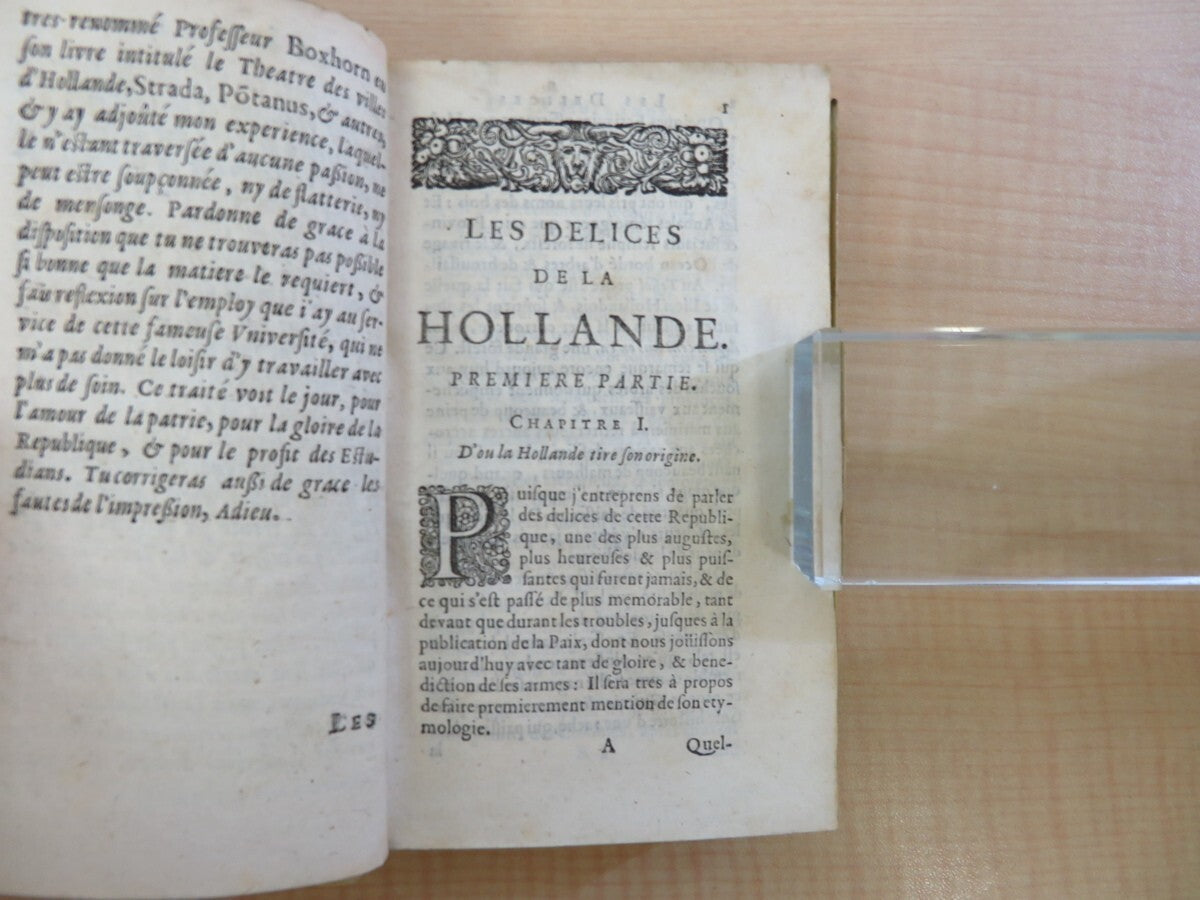 tres-renommé Professeur Boxhorn en
son livre intitulé le Theatre des villes
d'Hollande, Strada, Põtanus, & autres,
& y ay adjoûté mon experience, laquel-
le n'estant traversée d'aucune passion, ne
peut estre soupçonnée, ny de flatterie, ny
de mensonge. Pardonne de grace à la
disposition que tu ne trouveras pas possible
si bonne que la matiere le requiert, &
fau reflexion sur l'employ que i'ay au ser-
vice de cette fameuse Vniversité, qui ne
m'a pas donné le loisir d'y travailler avec
plus de soin. Ce traité voit le jour, pour
l'amour de la patrie, pour la gloire de la
Republique, & pour le profit des Estu-
dians. Tu corrigeras aussi de grace les
fautes de l'impression, Adieu.
LES
1
LES DELICES
DE LA
HOLLANDE.
PREMIERE PARTIE.
CHAPITRE I.
D'ou la Hollande tire son origine.
Puisque j'entreprens de parler
des delices de cette Republi-
que, une des plus augustes,
plus heureuses & plus puis-
santes qui furent jamais, & de
ce qui s'est passé de plus memorable, tant
devant que durant les troubles, jusques à la
publication de la Paix, dont nous joüissons
aujourd'huy avec tant de gloire, & bene-
diction de ses armes: Il sera tres à propos
de faire premierement mention de son ety-
mologie.
A Quel-